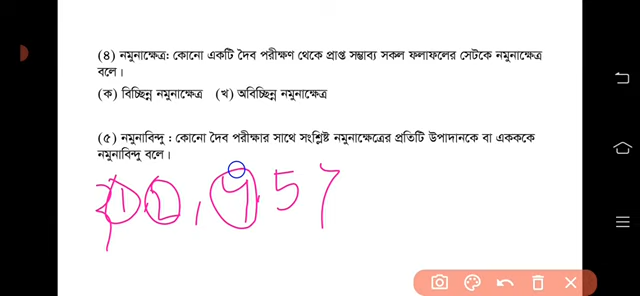 (৪) নমুনাক্ষেত্র: কোনো একটি দৈব পরীক্ষণ থেকে প্রাপ্ত সম্ভাব্য সকল ফলাফলের সেটকে নমুনাক্ষেত্র
বলে।
(ক) বিচ্ছিন্ন নমুনাক্ষেত্র (খ) অবিচ্ছিন্ন নমুনাক্ষেত্র
(৫) নমুনাবিন্দু : কোনো দৈব পরীক্ষার সাথে সংশ্লিষ্ট নমুনাক্ষেত্রের প্রতিটি উপাদানকে বা একককে
নমুনাবিন্দু বলে।